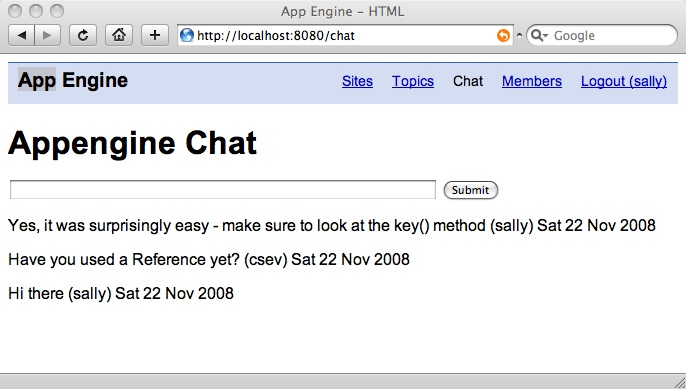 App Engine – HTML
http://localhost:8080/chat
Google
App Engine Sites Topics Chat Members Logout (sally)
Appengine Chat
Submit
Yes, it was surprisingly easy - make sure to look at the key() method (sally) Sat 22 Nov 2008
Have you used a Reference yet? (csev) Sat 22 Nov 2008
Hi there (sally) Sat 22 Nov 2008